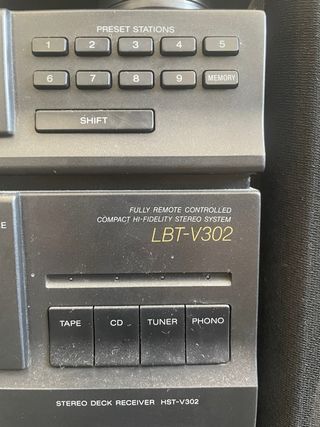 PRESET STATIONS
1 2 3 4 5
6 7 8 9 MEMORY
SHIFT
FULLY REMOTE CONTROLLED
COMPACT HI-FIDELITY STEREO SYSTEM
LBT-V302
TAPE CD TUNER PHONO
STEREO DECK RECEIVER HST-V302